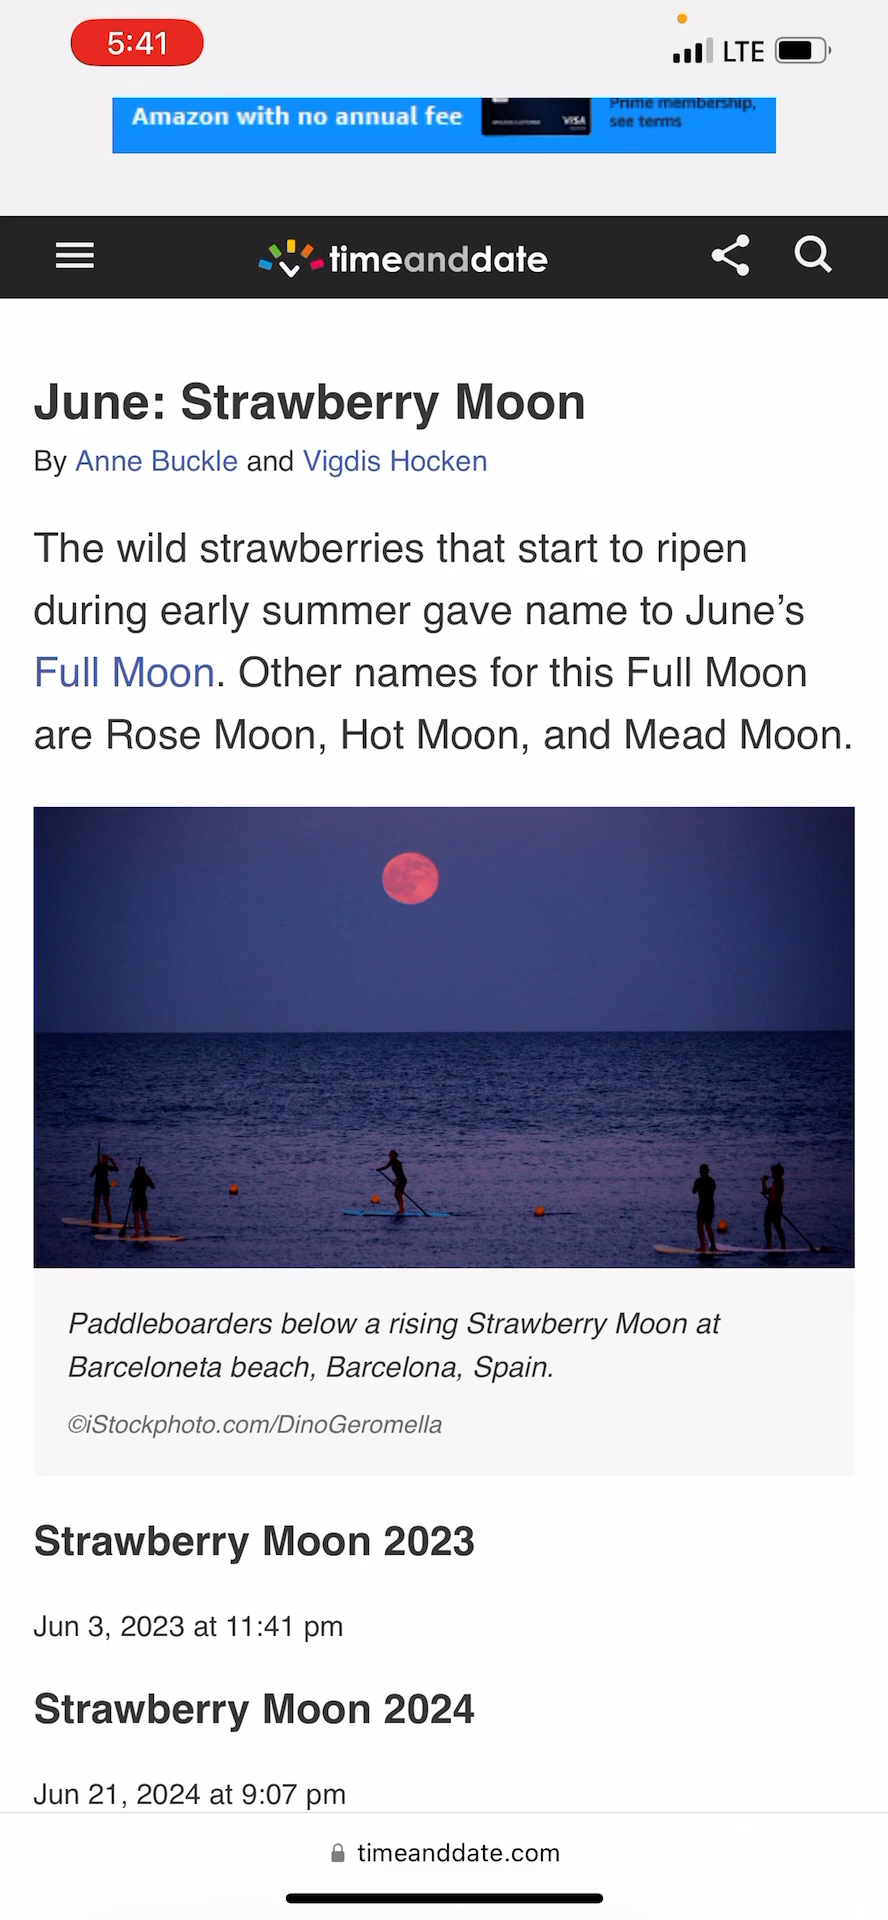 5:41
LTE
Amazon with no annual fee
VISA
Prime membership,
see terms
timeanddate
June: Strawberry Moon
By Anne Buckle and Vigdis Hocken
The wild strawberries that start to ripen
during early summer gave name to June’s
Full Moon. Other names for this Full Moon
are Rose Moon, Hot Moon, and Mead Moon.
Paddleboarders below a rising Strawberry Moon at
Barceloneta beach, Barcelona, Spain.
©iStockphoto.com/DinoGeromella
Strawberry Moon 2023
Jun 3, 2023 at 11:41 pm
Strawberry Moon 2024
Jun 21, 2024 at 9:07 pm
timeanddate.com